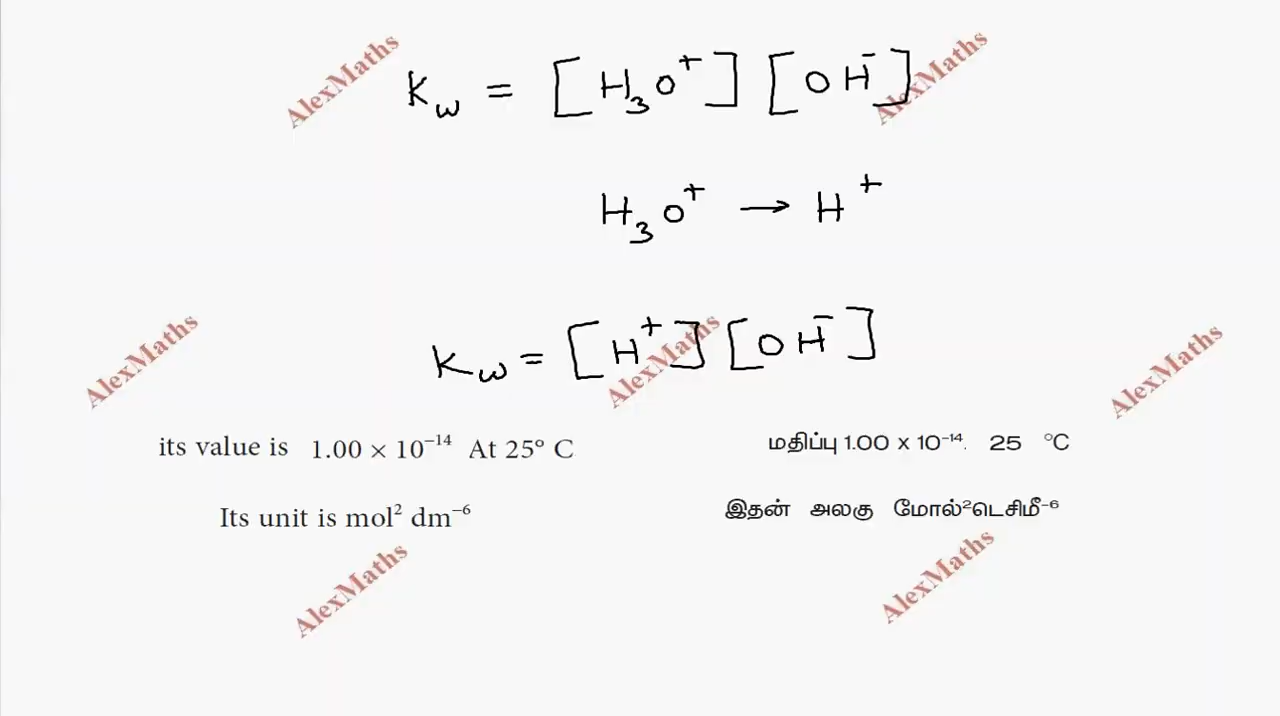 Kw = [H₃O⁺] [OH⁻]
H₃O⁺ → H⁺
Kw = [H⁺] [OH⁻]
its value is 1.00 × 10⁻¹⁴ At 25° C
மதிப்பு 1.00 x 10⁻¹⁴. 25 °C
Its unit is mol² dm⁻⁶
இதன் அலகு மோல்²டெசிமீ⁻⁶
AlexMaths
AlexMaths
AlexMaths
AlexMaths
AlexMaths
AlexMaths
AlexMaths